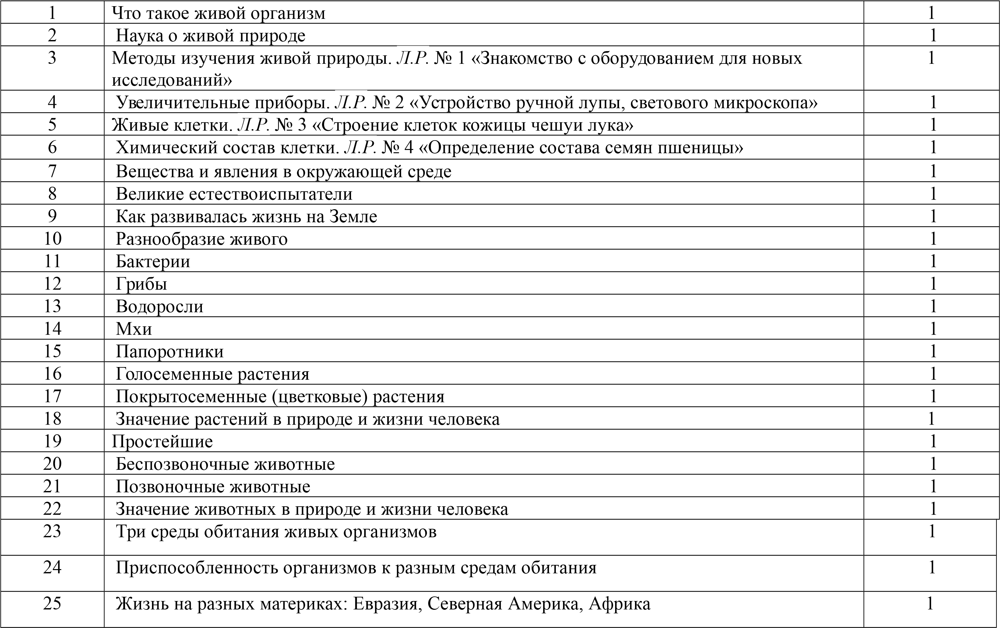 1 Что такое живой организм 1
2 Наука о живой природе 1
3 Методы изучения живой природы. Л.Р. № 1 «Знакомство с оборудованием для новых 1
исследований»
4 Увеличительные приборы. Л.Р. № 2 «Устройство ручной лупы, светового микроскопа» 1
5 Живые клетки. Л.Р. № 3 «Строение клеток кожицы чешуи лука» 1
6 Химический состав клетки. Л.Р. № 4 «Определение состава семян пшеницы» 1
7 Вещества и явления в окружающей среде 1
8 Великие естествоиспытатели 1
9 Как развивалась жизнь на Земле 1
10 Разнообразие живого 1
11 Бактерии 1
12 Грибы 1
13 Водоросли 1
14 Мхи 1
15 Папоротники 1
16 Голосеменные растения 1
17 Покрытосеменные (цветковые) растения 1
18 Значение растений в природе и жизни человека 1
19 Простейшие 1
20 Беспозвоночные животные 1
21 Позвоночные животные 1
22 Значение животных в природе и жизни человека 1
23 Три среды обитания живых организмов 1
24 Приспособленность организмов к разным средам обитания 1
25 Жизнь на разных материках: Евразия, Северная Америка, Африка 1